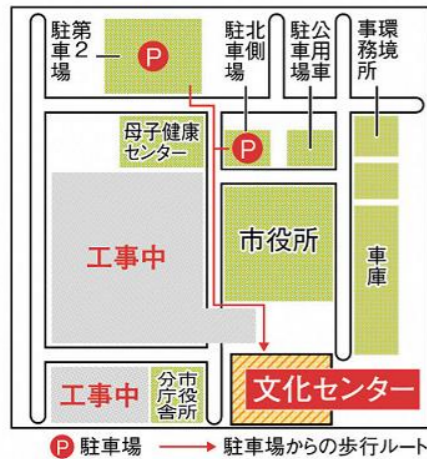 第2
駐車場
P
北側
駐車場
公用車
駐車場
環境
事務所
母子健康
センター
P
工事中
市役所
車庫
工事中
市役所
分庁舎
文化センター
P 駐車場
駐車場からの歩行ルート